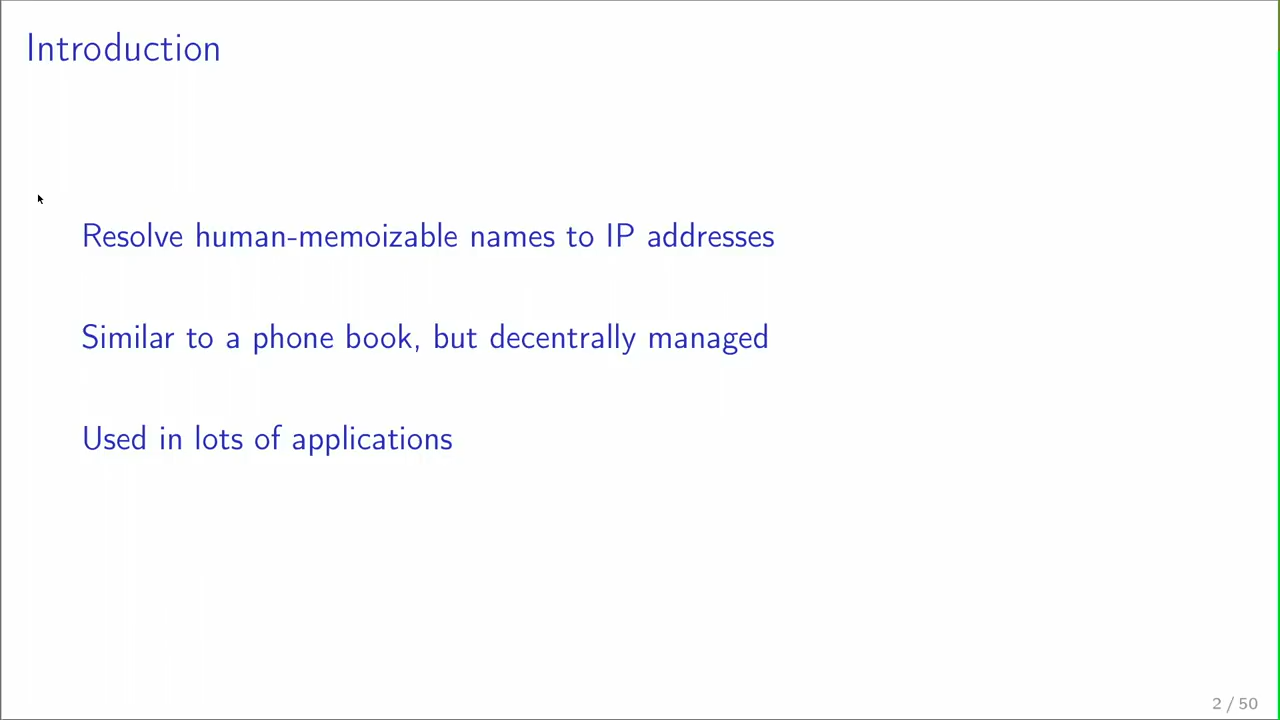 Introduction
Resolve human-memoizable names to IP addresses
Similar to a phone book, but decentrally managed
Used in lots of applications
2 / 50